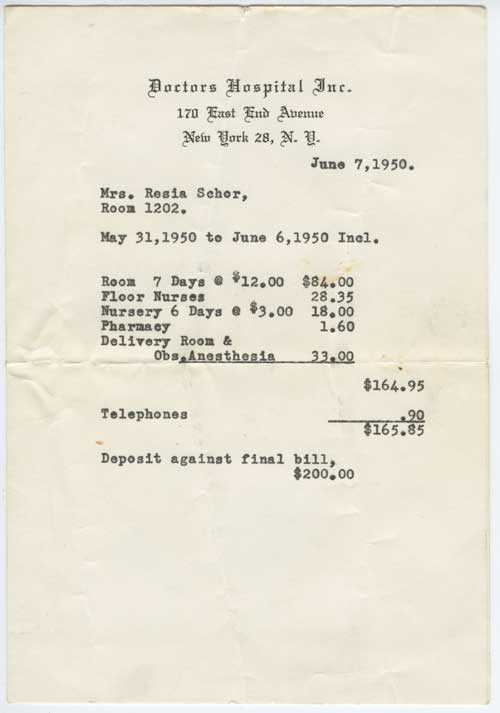 Doctors Hospital Inc.
170 East End Avenue
New York 28, N. Y.
June 7,1950.
Mrs. Resia Schor,
Room 1202.
May 31,1950 to June 6,1950 Incl.
Room 7 Days @ $12.00 $84.00
Floor Nurses 28.35
Nursery 6 Days @ $3.00 18.00
Pharmacy 1.60
Delivery Room &
Obs.Anesthesia 33.00
$164.95
Telephones .90
$165.85
Deposit against final bill,
$200.00